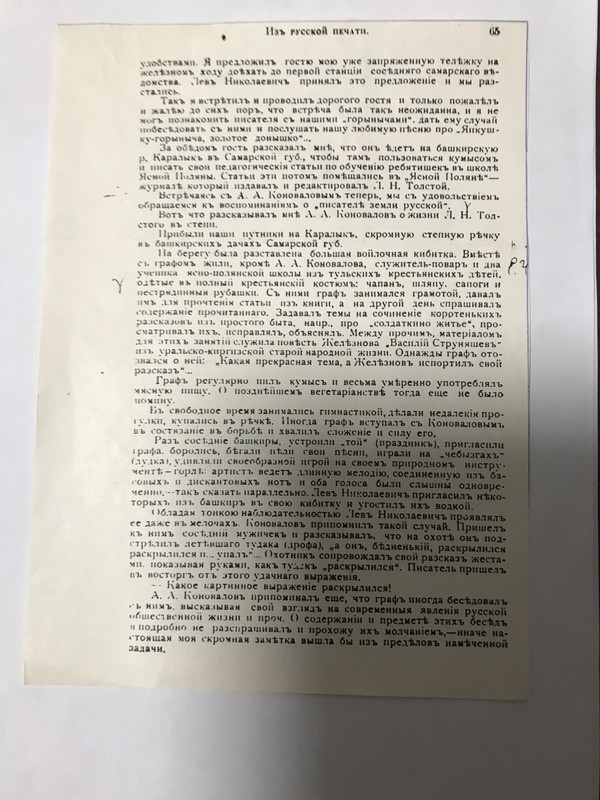 Изъ русской печати. 65
удобствами. Я предложилъ гостю мою уже запряженную тележку на
желѣзномъ ходу доѣхать до первой станціи сосѣдняго самарскаго вѣ-
домства. Левъ Николаевичъ принялъ это предложеніе и мы раз-
стались.
Такъ я встрѣтилъ и проводилъ дорогого гостя и только пожалѣлъ
и жалѣю до сихъ поръ, что встрѣча была такъ неожиданна, и я не
могъ познакомить писателя съ нашими „горынычами“. дать ему случай
побесѣдовать съ ними и послушать нашу любимую пѣсню про „Яикуш-
ку-горыныча, золотое донышко“...
За обѣдомъ гость разсказалъ мнѣ, что онъ ѣдетъ на башкирскую
р. Каралыкъ въ Самарской губ., чтобы тамъ пользоваться кумысомъ
и писать свои педагогическія статьи по обученію ребятишекъ въ школѣ
Ясной Поляны. Статьи эти потомъ помѣщались въ „Ясной Полянѣ“—
журналѣ который издавалъ и редактировалъ Л. Н. Толстой.
Встрѣчаясь съ А. А. Коноваловымъ теперь, мы съ удовольствіемъ
обращаемся къ воспоминаніямъ о „писателѣ земли русской“.
Вотъ что разсказывалъ мнѣ А. А. Коноваловъ о жизни Л. Н. Тол-
стого въ степи.
Прибыли наши путники на Каралыкъ, скромную степную рѣчку
въ башкирскихъ дачахъ Самарской губ.
На берегу была разставлена большая войлочная кибитка. Вмѣстѣ
съ графомъ жили, кромѣ А. А. Коновалова, служитель-поваръ и два
ученика ясно-полянской школы изъ тульскихъ крестьянскихъ дѣтей,
одѣтые въ полный крестьянскій костюмъ: чапанъ, шляпу, сапоги и
пестрядинныя рубашки. Съ ними графъ занимался грамотой, давалъ
имъ для прочтенія статьи изъ книги, а на другой день спрашивалъ
содержаніе прочитаннаго. Задавалъ темы на сочиненіе коротенькихъ
разсказовъ изъ простого быта, напр., про „солдаткино житье“, про-
сматривалъ ихъ, исправлялъ, объяснялъ. Между прочимъ, матеріаломъ
для этихъ занятій служила повѣсть Желѣзнова „Василій Струняшевъ“
изъ уральско-киргизской старой народной жизни. Однажды графъ ото-
звался о ней:- „Какая прекрасная тема, а Желѣзновъ испортилъ свой
разсказъ“...
Графъ регулярно пилъ кумысъ и весьма умѣренно употреблялъ
мясную пищу. О позднѣйшемъ вегетаріанствѣ тогда еще не было
помину.
Въ свободное время занимались гимнастикой, дѣлали недалекія про-
гулки, купались въ рѣчкѣ. Иногда графъ вступалъ съ Коноваловымъ
въ состязаніе въ борьбѣ и хвалилъ сложеніе и силу его.
Разъ сосѣдніе башкиры, устроили „той“ (праздникъ), пригласили
графа. боролись, бѣгали пѣли свои пѣсни, играли на „чебызгахъ“
(дудка), удивляли своеобразной игрой на своемъ природномъ инстру-
ментѣ—горлѣ: артистъ ведетъ длинную мелодію, соединенную изъ ба-
совыхъ и дискантовыхъ нотъ и оба голоса были слышны одновре-
менно,—такъ сказать параллельно. Левъ Николаевичъ пригласилъ нѣко-
торыхъ изъ башкиръ въ свою кибитку и угостилъ ихъ водкой.
Обладая тонкою наблюдательностью Левъ Николаевичъ проявлялъ
ее даже въ мелочахъ. Коноваловъ припомнилъ такой случай. Пришелъ
къ нимъ сосѣдній мужичекъ и разсказывалъ, что на охотѣ онъ под-
стрѣлилъ летѣвшаго тудака (дрофа), „а онъ, бѣдненькій, раскрылился
раскрылился и... упалъ“... Охотникъ сопровождалъ свой разсказъ жеста-
ми. показывая руками, какъ тудакъ „раскрылился“. Писатель пришелъ
въ восторгъ отъ этого удачнаго выраженія.
— Какое картинное выраженіе раскрылился!
А. А. Коноваловъ припоминалъ еще, что графъ иногда бесѣдовалъ
съ нимъ, высказывая свой взглядъ на современныя явленія русской
общественной жизни и проч. О содержаніи и предметѣ этихъ бесѣдъ
я подробно не разспрашивалъ и прохожу ихъ молчаніемъ,—иначе на-
стоящая моя скромная замѣтка вышла бы изъ предѣловъ намѣченной
задачи.